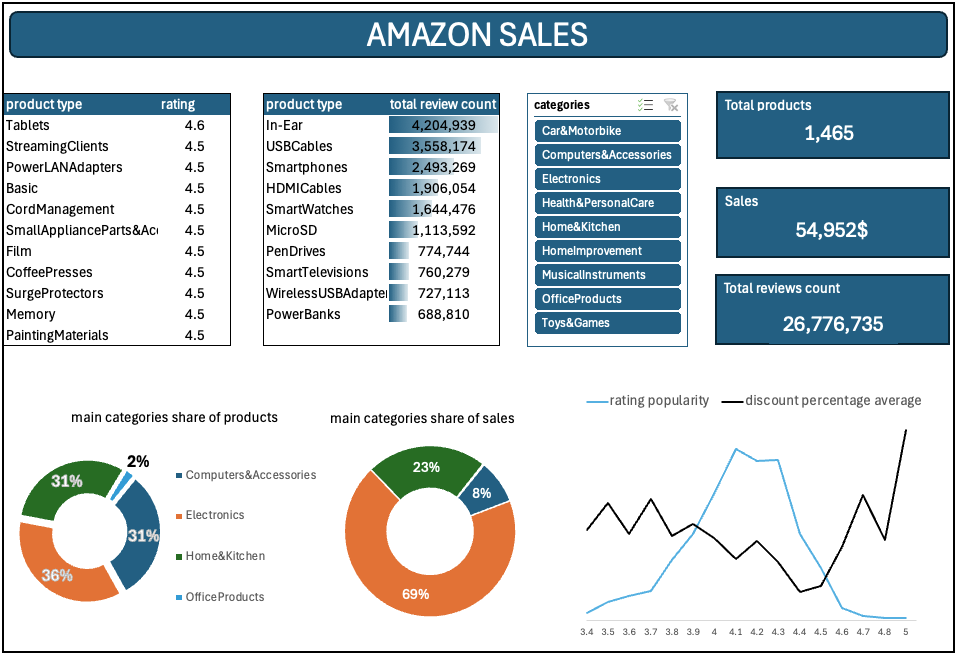 AMAZON SALES
product type rating
Tablets 4.6
StreamingClients 4.5
PowerLANAdapters 4.5
Basic 4.5
CordManagement 4.5
SmallApplianceParts&Acc 4.5
Film 4.5
CoffeePresses 4.5
SurgeProtectors 4.5
Memory 4.5
PaintingMaterials 4.5
product type total review count
In-Ear 4,204,939
USBCables 3,558,174
Smartphones 2,493,269
HDMICables 1,906,054
SmartWatches 1,644,476
MicroSD 1,113,592
PenDrives 774,744
SmartTelevisions 760,279
WirelessUSBAdapter 727,113
PowerBanks 688,810
categories
Car&Motorbike
Computers&Accessories
Electronics
Health&PersonalCare
Home&Kitchen
HomeImprovement
MusicalInstruments
OfficeProducts
Toys&Games
Total products
1,465
Sales
54,952$
Total reviews count
26,776,735
main categories share of products
2%
31%
31%
36%
Computers&Accessories
Electronics
Home&Kitchen
OfficeProducts
main categories share of sales
23%
8%
69%
rating popularity discount percentage average
3.4 3.5 3.6 3.7 3.8 3.9 4 4.1 4.2 4.3 4.4 4.5 4.6 4.7 4.8 5